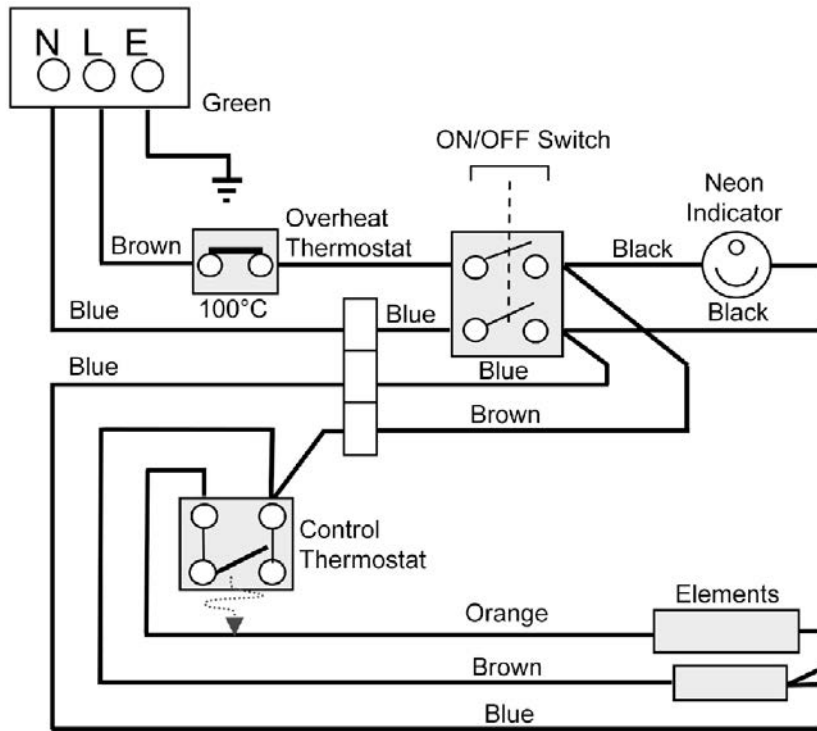 N L E
Green
ON/OFF Switch
Neon
Indicator
Brown
Overheat
Thermostat
Black
100°C
Blue
Blue
Black
Blue
Blue
Brown
Control
Thermostat
Orange
Elements
Brown
Blue